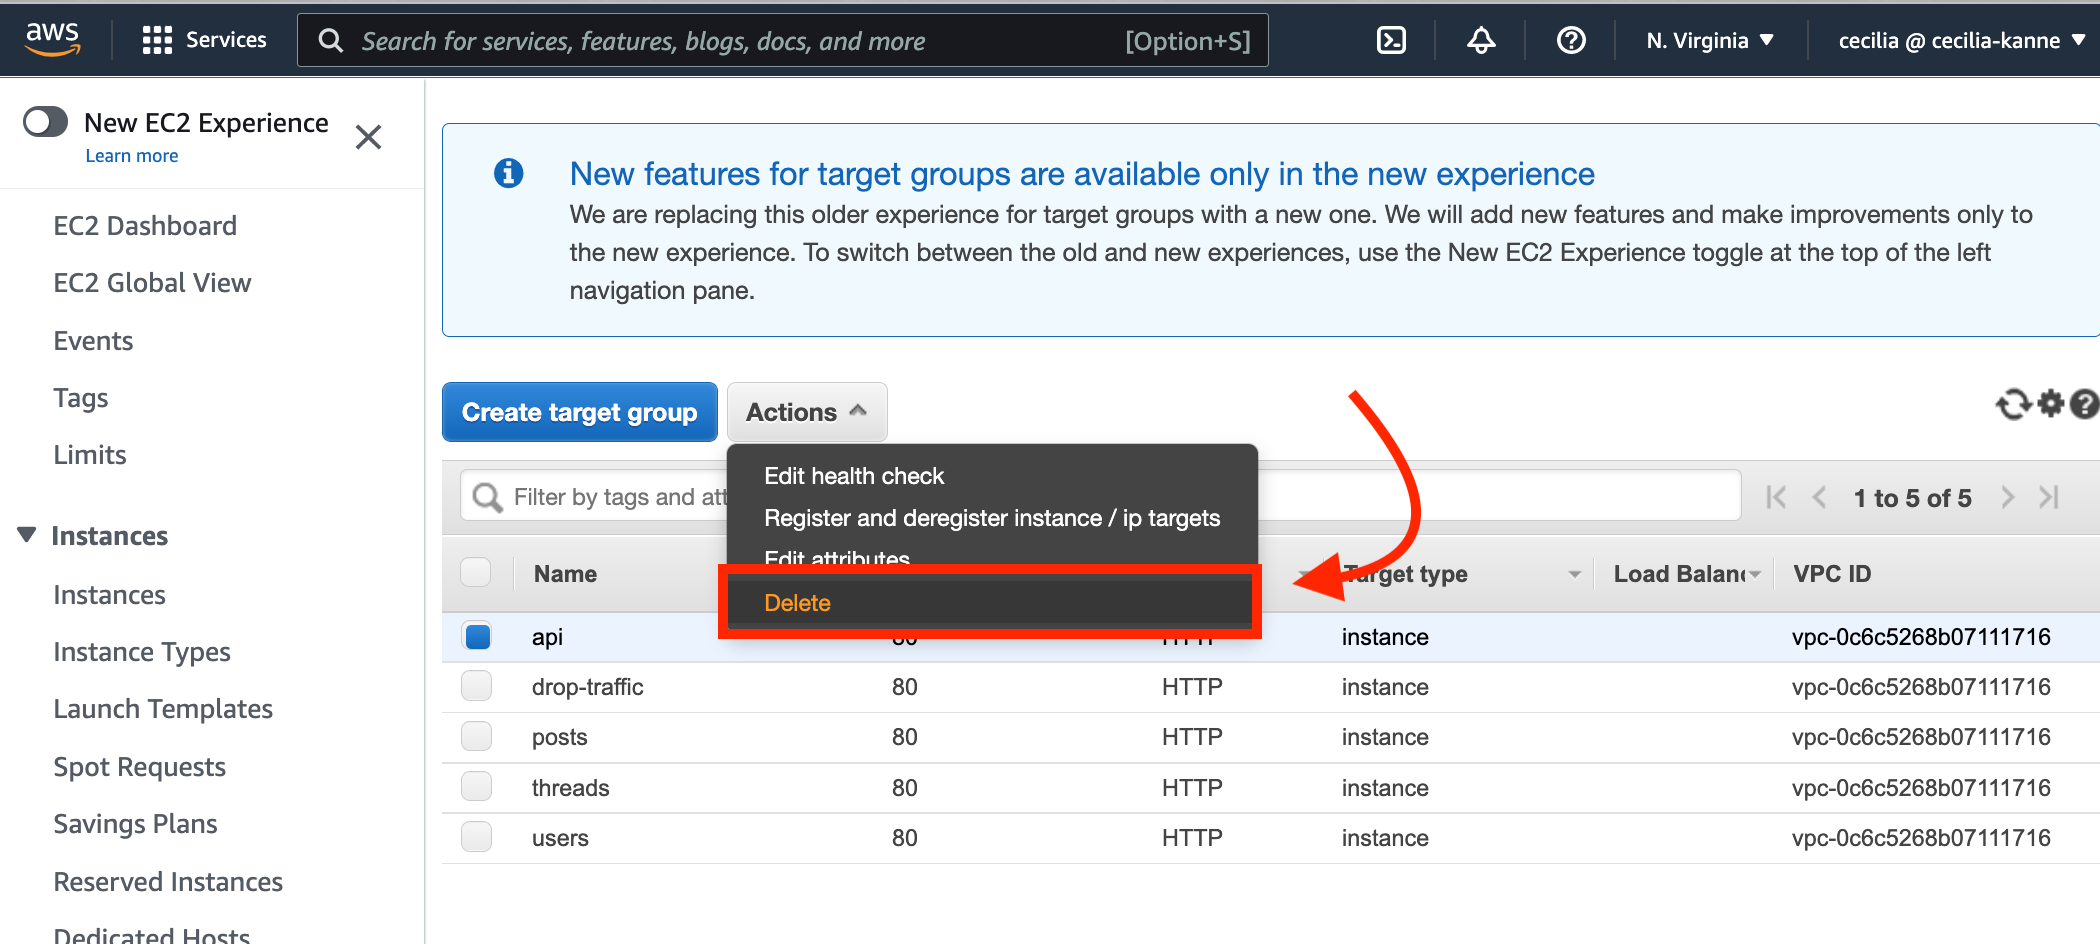 aws
Services
Search for services, features, blogs, docs, and more [Option+S]
N. Virginia
cecilia @ cecilia-kanne
New EC2 Experience
Learn more
EC2 Dashboard
EC2 Global View
Events
Tags
Limits
Instances
Instances
Instance Types
Launch Templates
Spot Requests
Savings Plans
Reserved Instances
Dedicated Hosts
New features for target groups are available only in the new experience
We are replacing this older experience for target groups with a new one. We will add new features and make improvements only to
the new experience. To switch between the old and new experiences, use the New EC2 Experience toggle at the top of the left
navigation pane.
Create target group
Actions
Edit health check
Register and deregister instance / ip targets
Edit attributes
Delete
Filter by tags and att
1 to 5 of 5
Name Target type Load Balanc VPC ID
api 80 HTTP instance vpc-0c6c5268b07111716
drop-traffic 80 HTTP instance vpc-0c6c5268b07111716
posts 80 HTTP instance vpc-0c6c5268b07111716
threads 80 HTTP instance vpc-0c6c5268b07111716
users 80 HTTP instance vpc-0c6c5268b07111716